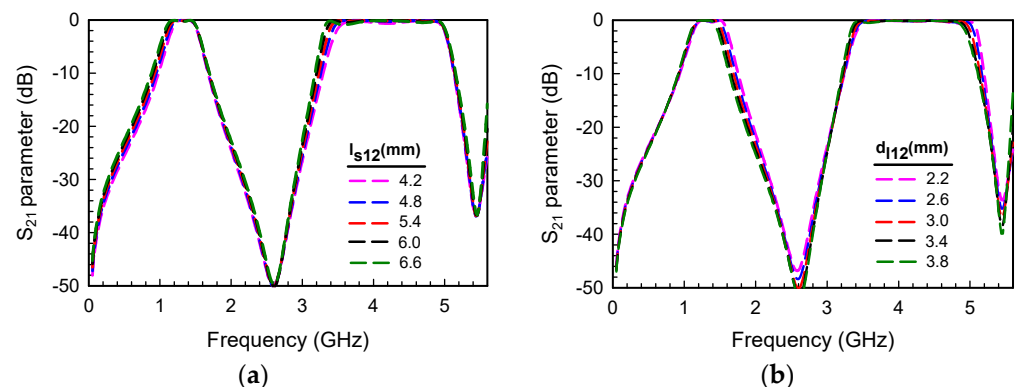 S21 parameter (dB)
0
-10
-20
-30
-40
-50
ls12(mm)
4.2
4.8
5.4
6.0
6.6
0 1 2 3 4 5
Frequency (GHz)
(a)
S21 parameter (dB)
0
-10
-20
-30
-40
-50
dl12(mm)
2.2
2.6
3.0
3.4
3.8
0 1 2 3 4 5
Frequency (GHz)
(b)